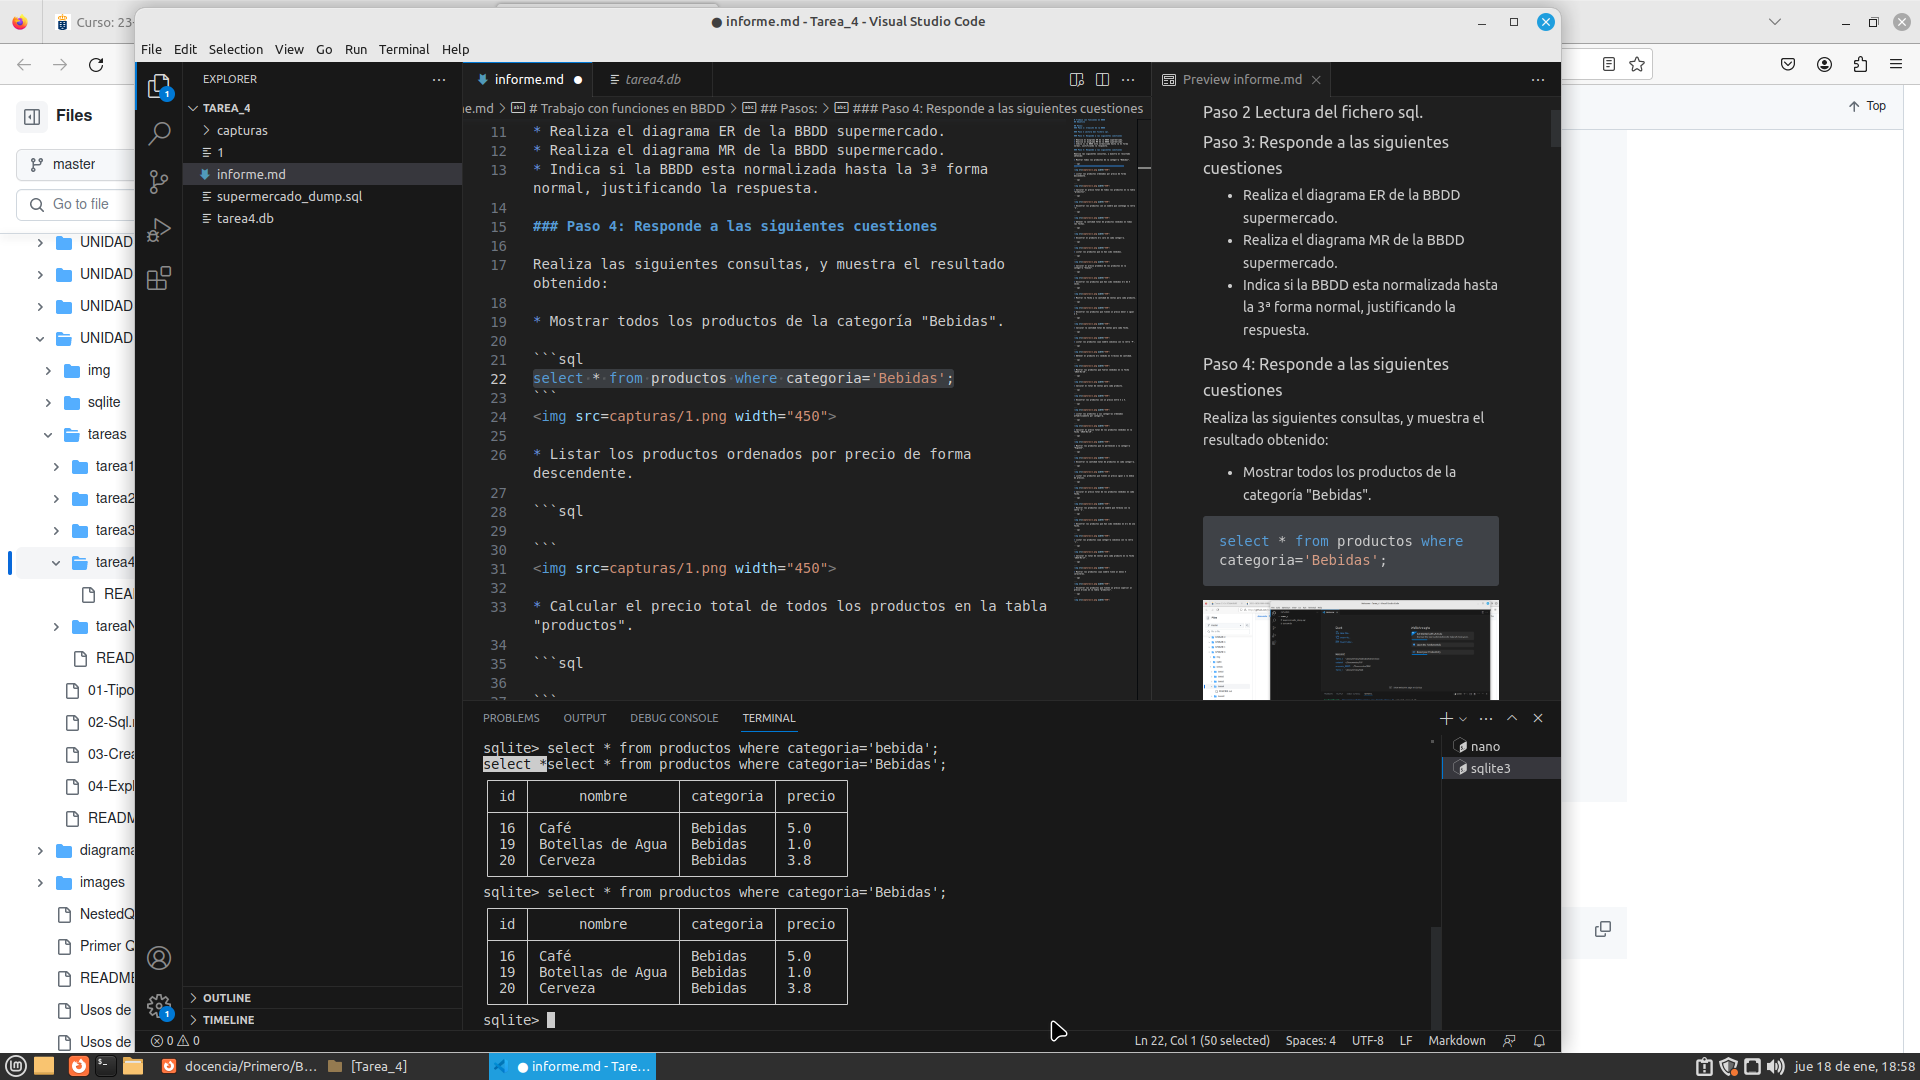 Curso: 23-
● informe.md - Tarea_4 - Visual Studio Code
File Edit Selection View Go Run Terminal Help
Files
master
Go to file
UNIDAD
UNIDAD
UNIDAD
UNIDAD
img
sqlite
tareas
tarea1
tarea2
tarea3
tarea4
REA
tareaN
READ
01-Tipo
02-Sql.r
03-Crea
04-Expl
READM
diagrama
images
NestedQ
Primer C
README
Usos de
Usos de
Top
EXPLORER
TAREA_4
capturas
1
informe.md
supermercado_dump.sql
tarea4.db
OUTLINE
TIMELINE
informe.md
tarea4.db
e.md > # Trabajo con funciones en BBDD > ## Pasos: > ### Paso 4: Responde a las siguientes cuestiones
11 * Realiza el diagrama ER de la BBDD supermercado.
12 * Realiza el diagrama MR de la BBDD supermercado.
13 * Indica si la BBDD esta normalizada hasta la 3ª forma
normal, justificando la respuesta.
14
15 ### Paso 4: Responde a las siguientes cuestiones
16
17 Realiza las siguientes consultas, y muestra el resultado
obtenido:
18
19 * Mostrar todos los productos de la categoría "Bebidas".
20
21 ```sql
22 select * from productos where categoria='Bebidas';
23 ```
24 <img src=capturas/1.png width="450">
25
26 * Listar los productos ordenados por precio de forma
descendente.
27
28 ```sql
29
30 ```
31 <img src=capturas/1.png width="450">
32
33 * Calcular el precio total de todos los productos en la tabla
"productos".
34
35 ```sql
36
37 ```
Preview informe.md
Paso 2 Lectura del fichero sql.
Paso 3: Responde a las siguientes
cuestiones
• Realiza el diagrama ER de la BBDD
supermercado.
• Realiza el diagrama MR de la BBDD
supermercado.
• Indica si la BBDD esta normalizada hasta
la 3ª forma normal, justificando la
respuesta.
Paso 4: Responde a las siguientes
cuestiones
Realiza las siguientes consultas, y muestra el
resultado obtenido:
• Mostrar todos los productos de la
categoría "Bebidas".
select * from productos where
categoria='Bebidas';
PROBLEMS OUTPUT DEBUG CONSOLE TERMINAL
sqlite> select * from productos where categoria='bebida';
select *select * from productos where categoria='Bebidas';
id nombre categoria precio
16 Café Bebidas 5.0
19 Botellas de Agua Bebidas 1.0
20 Cerveza Bebidas 3.8
sqlite> select * from productos where categoria='Bebidas';
id nombre categoria precio
16 Café Bebidas 5.0
19 Botellas de Agua Bebidas 1.0
20 Cerveza Bebidas 3.8
sqlite>
nano
sqlite3
0 0
Ln 22, Col 1 (50 selected) Spaces: 4 UTF-8 LF Markdown
docencia/Primero/B...
[Tarea_4]
● informe.md - Tare...
jue 18 de ene, 18:58